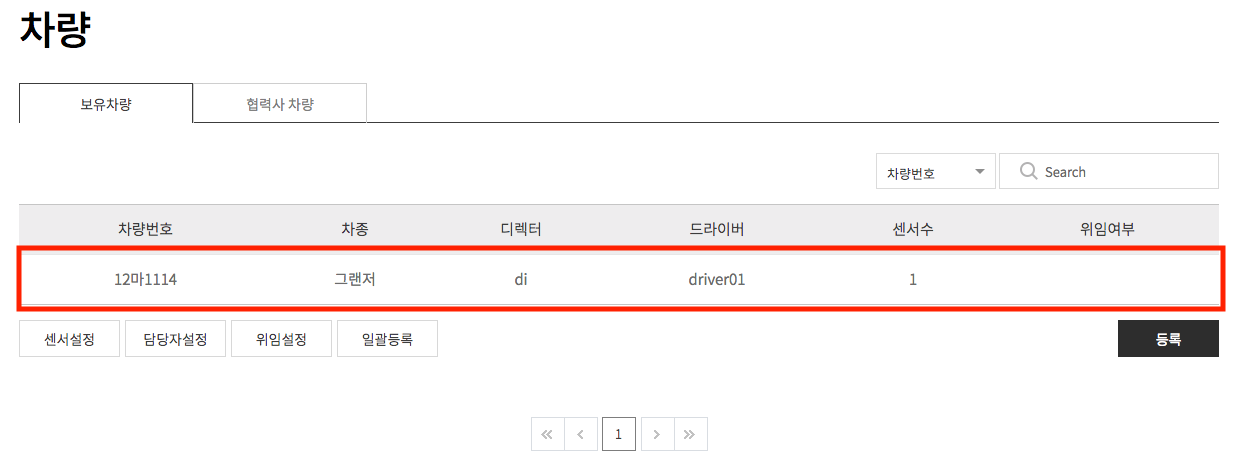 차량
보유차량 협력사 차량
차량번호 Search
차량번호 차종 디렉터 드라이버 센서수 위임여부
12마1114 그랜저 di driver01 1
센서설정 담당자설정 위임설정 일괄등록 등록
1